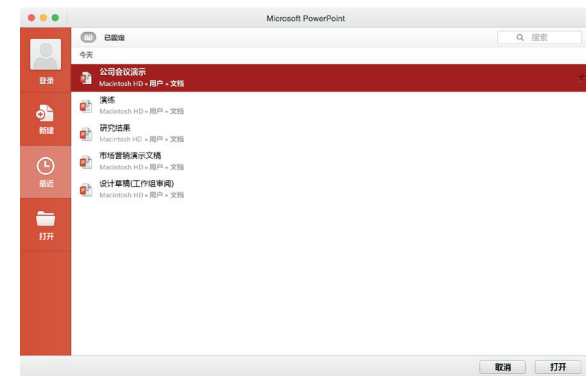 Microsoft PowerPoint
已固定
搜索
今天
登录
公司会议演示
Macintosh HD » 用户 » 文档
演练
Macintosh HD » 用户 » 文档
新建
研究结果
Macintosh HD » 用户 » 文档
市场营销演示文稿
Macintosh HD » 用户 » 文档
最近
设计草稿(工作组审阅)
Macintosh HD » 用户 » 文档
打开
取消
打开